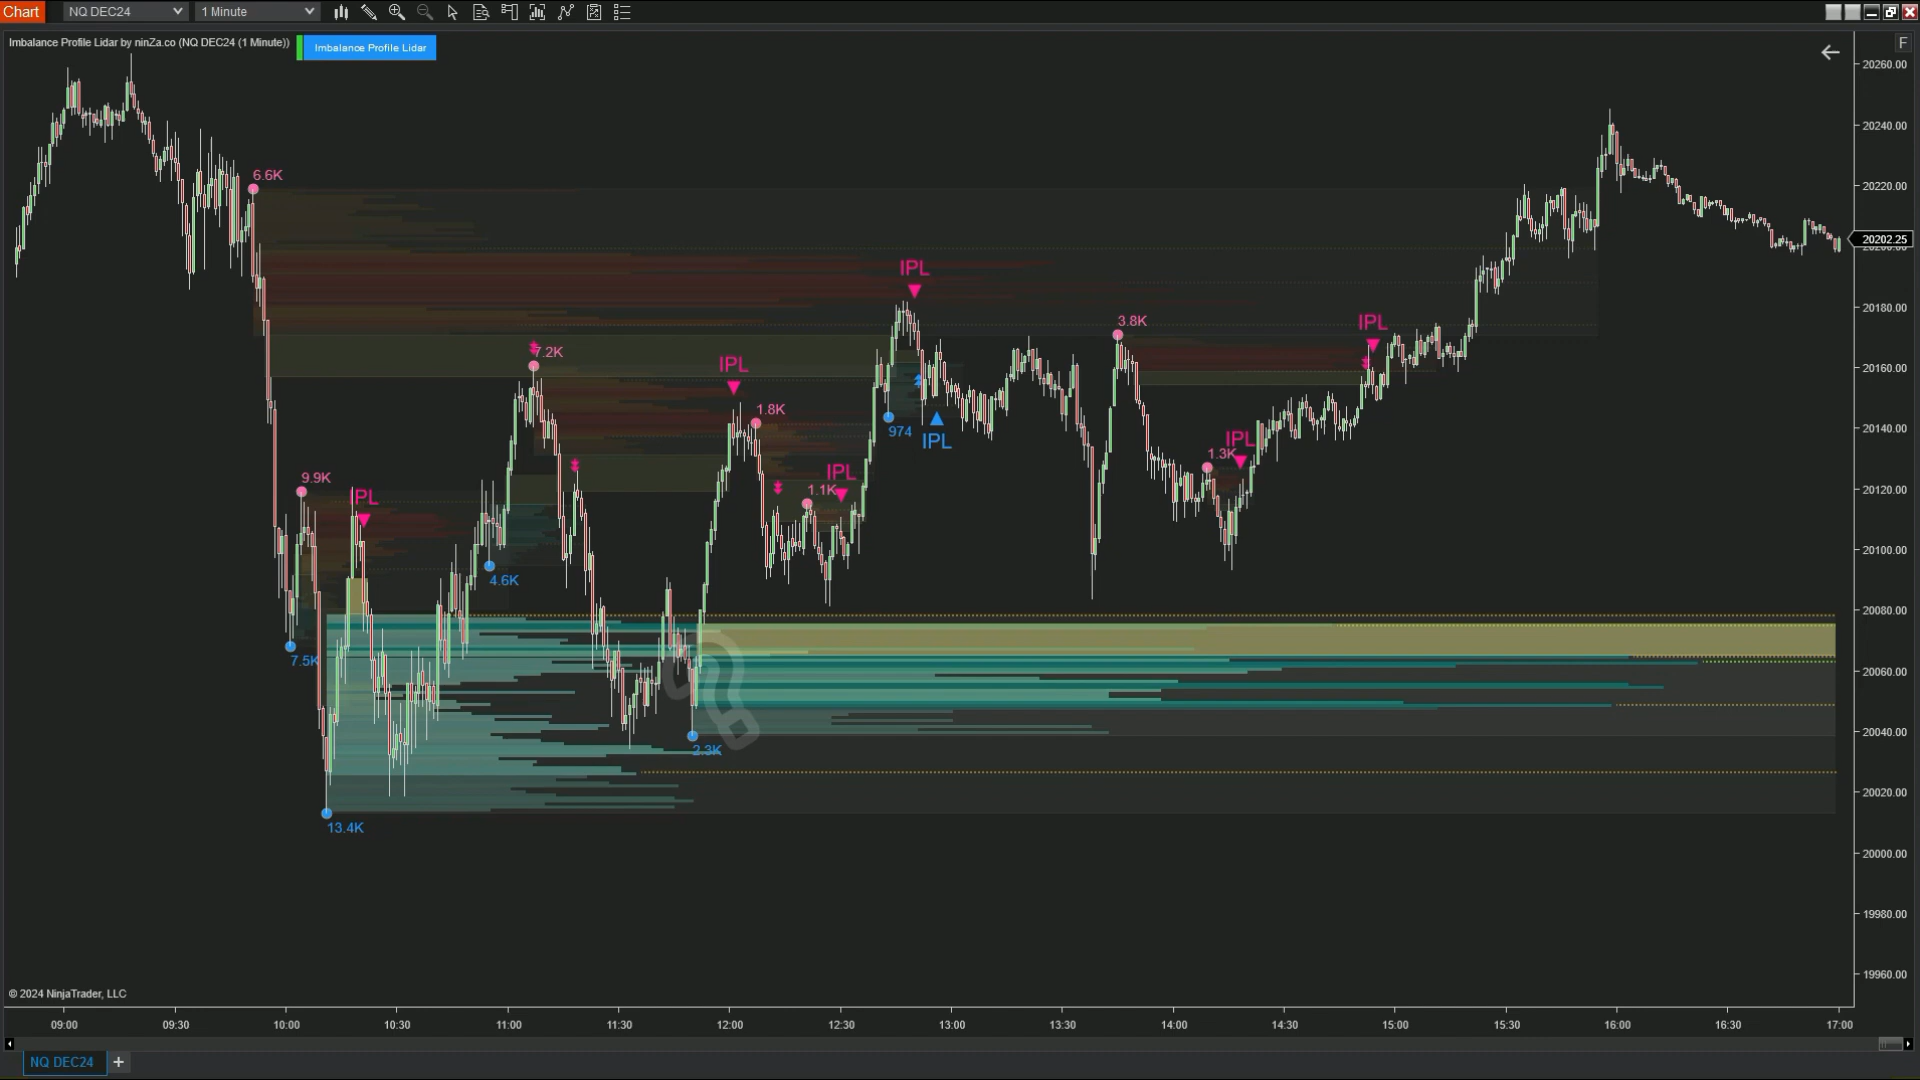 Chart NQ DEC24 1 Minute
Imbalance Profile Lidar by ninZa.co (NQ DEC24 (1 Minute)) Imbalance Profile Lidar
F
20260.00
20240.00
20220.00
20202.25
20180.00
20160.00
20140.00
20120.00
20100.00
20080.00
20060.00
20040.00
20020.00
20000.00
19980.00
19960.00
6.6K
IPL
3.8K
IPL
7.2K
IPL
1.8K
974
IPL
IPL
1.3K
9.9K
IPL
1.1K
PL
4.6K
7.5K
2.3K
13.4K
© 2024 NinjaTrader, LLC
09:00 09:30 10:00 10:30 11:00 11:30 12:00 12:30 13:00 13:30 14:00 14:30 15:00 15:30 16:00 16:30 17:00
NQ DEC24 +